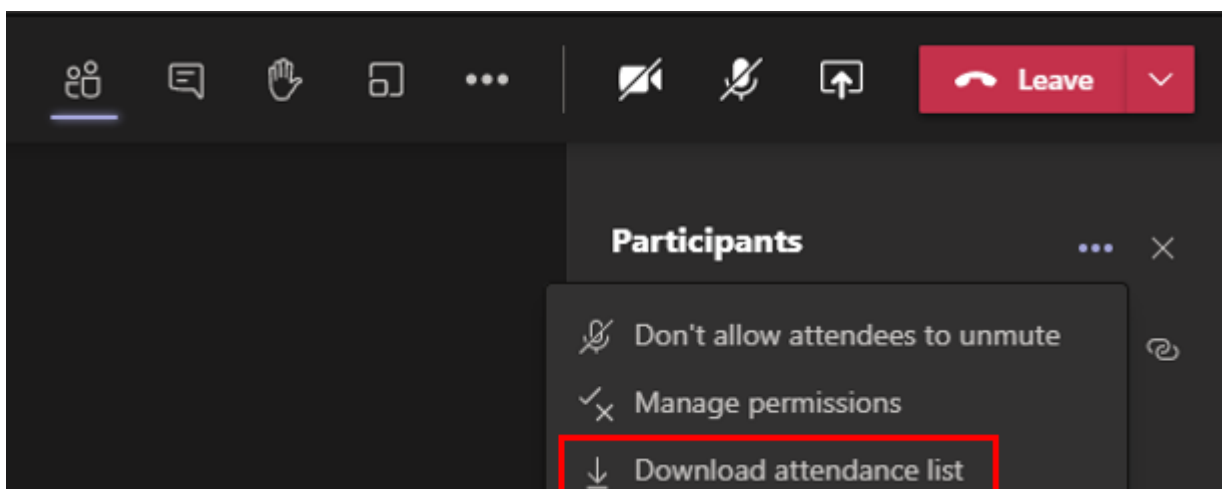 Leave
Participants
Don't allow attendees to unmute
Manage permissions
Download attendance list